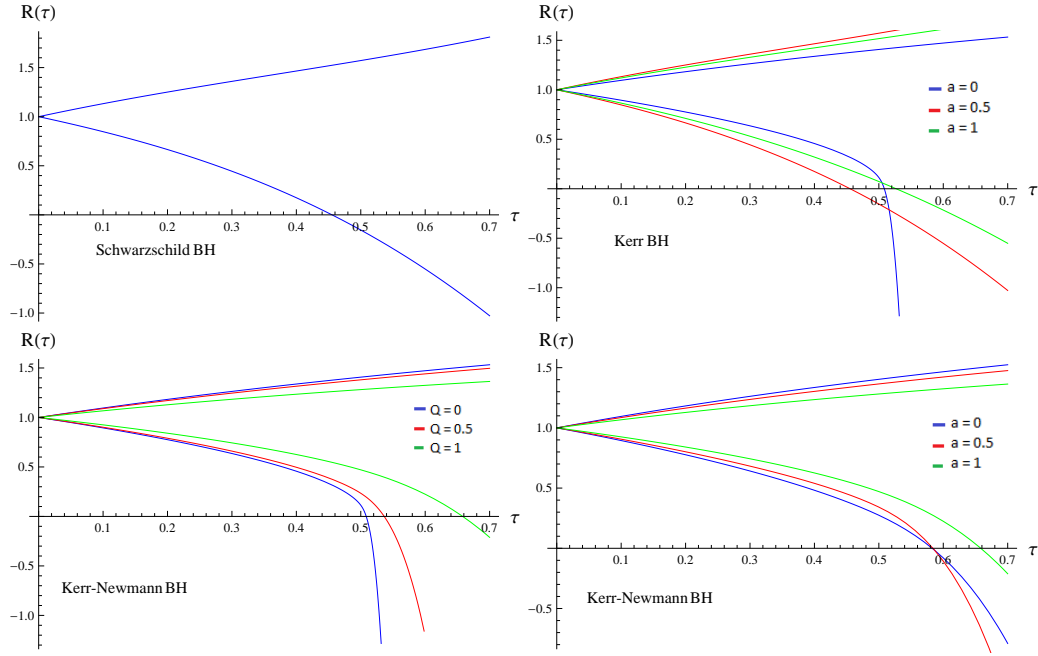 R(τ)
1.5
1.0
0.5
0.1 0.2 0.3 0.4 0.5 0.6 0.7 τ
−0.5
−1.0
Schwarzschild BH
R(τ)
1.5
1.0
0.5
0.1 0.2 0.3 0.4 0.5 0.6 0.7 τ
−0.5
−1.0
a = 0
a = 0.5
a = 1
Kerr BH
R(τ)
1.5
1.0
0.5
0.1 0.2 0.3 0.4 0.5 0.6 0.7 τ
−0.5
−1.0
Q = 0
Q = 0.5
Q = 1
Kerr-Newmann BH
R(τ)
1.5
1.0
0.5
0.1 0.2 0.3 0.4 0.5 0.6 0.7 τ
−0.5
a = 0
a = 0.5
a = 1
Kerr-Newmann BH